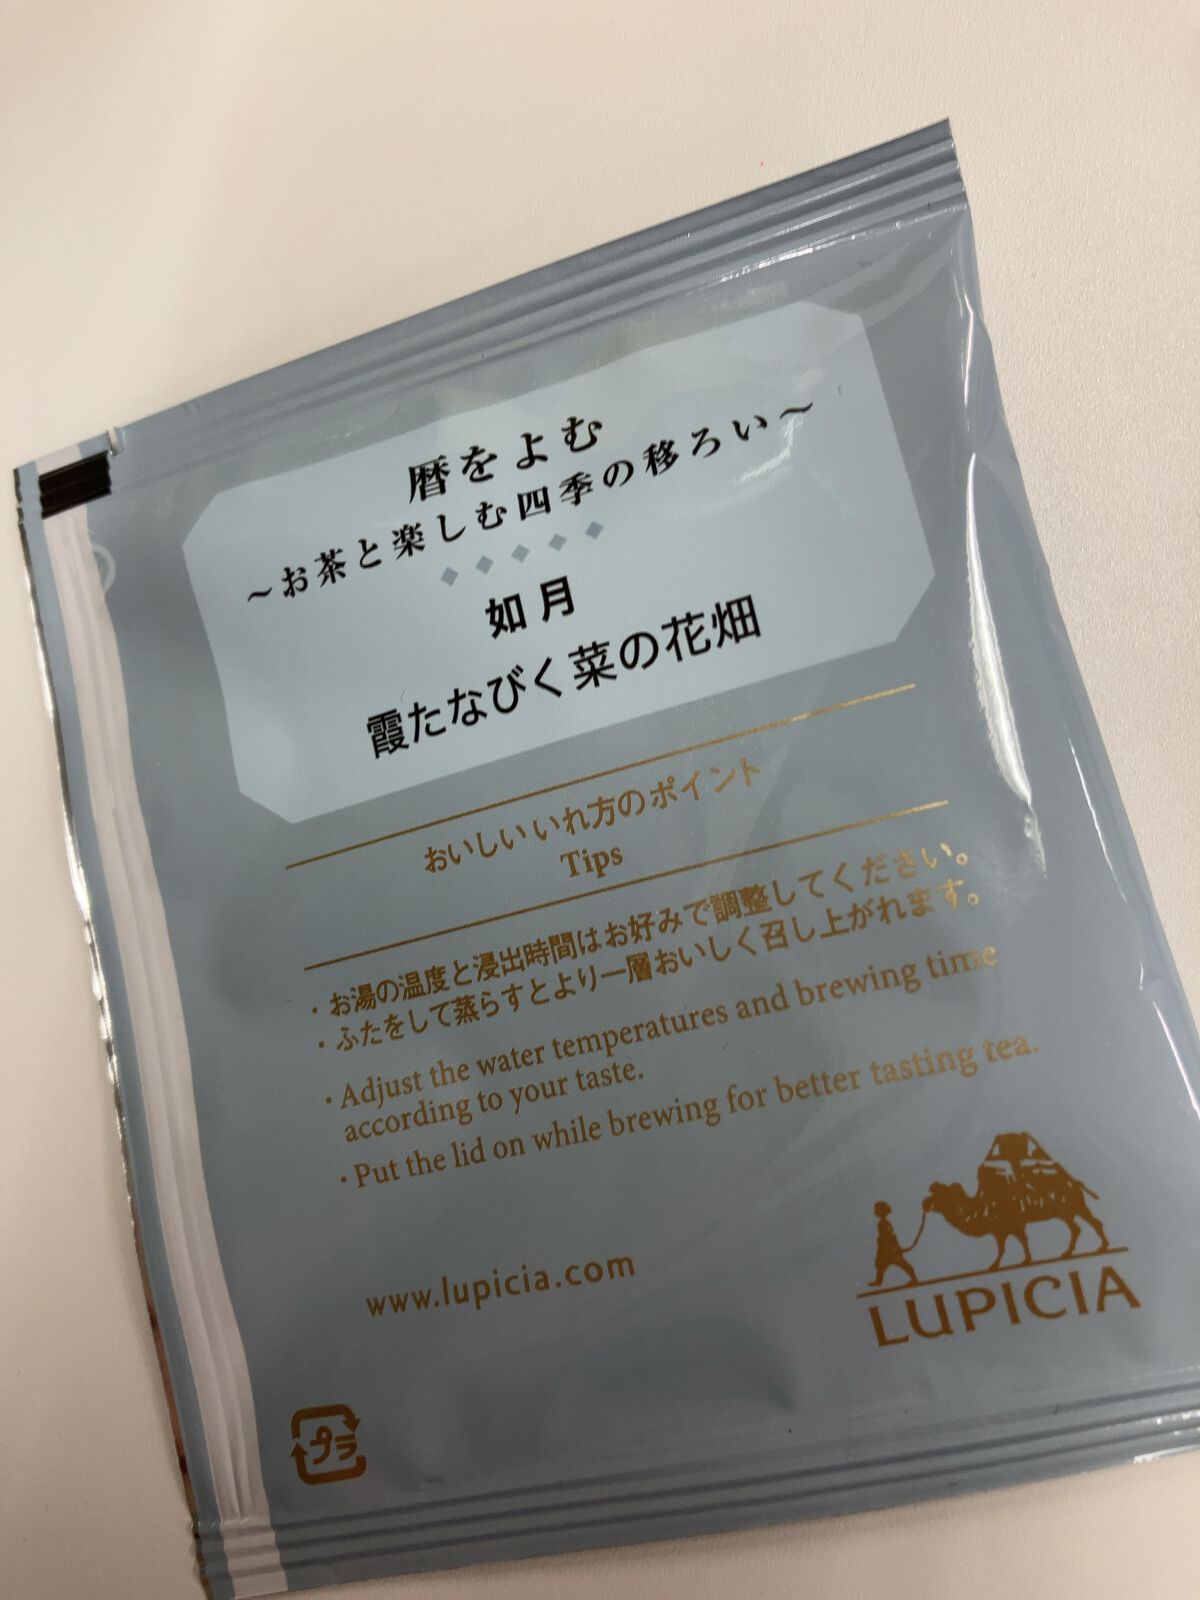 暦をよむ
〜お茶と楽しむ四季の移ろい〜
如月
霞たなびく菜の花畑
おいしいいれ方のポイント
Tips
・お湯の温度と浸出時間はお好みで調整してください。
・ふたをして蒸らすとより一層おいしく召し上がれます。
・Adjust the water temperatures and brewing time
according to your taste.
・Put the lid on while brewing for better tasting tea.
www.lupicia.com
LUPICIA
プラ